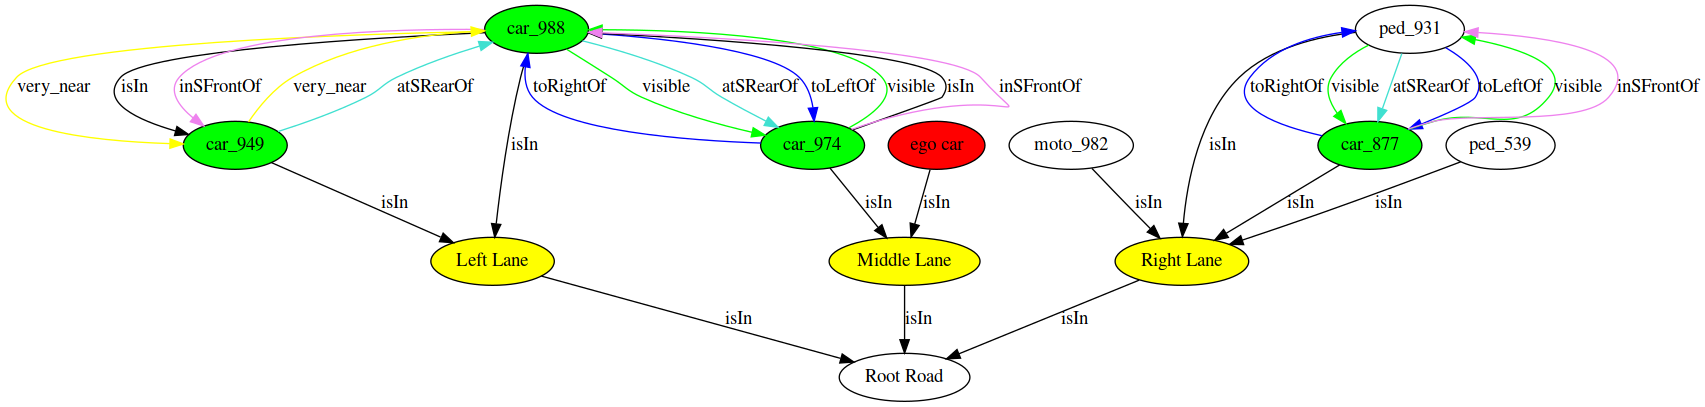 car_988
ped_931
very_near
isIn
inSFrontOf
very_near
atSRearOf
toRightOf
visible
atSRearOf
toLeftOf
visible
isIn
inSFrontOf
toRightOf
visible
atSRearOf
toLeftOf
visible
inSFrontOf
car_949
isIn
car_974
ego car
moto_982
isIn
car_877
ped_539
isIn
isIn
isIn
isIn
isIn
isIn
Left Lane
Middle Lane
Right Lane
isIn
isIn
isIn
Root Road